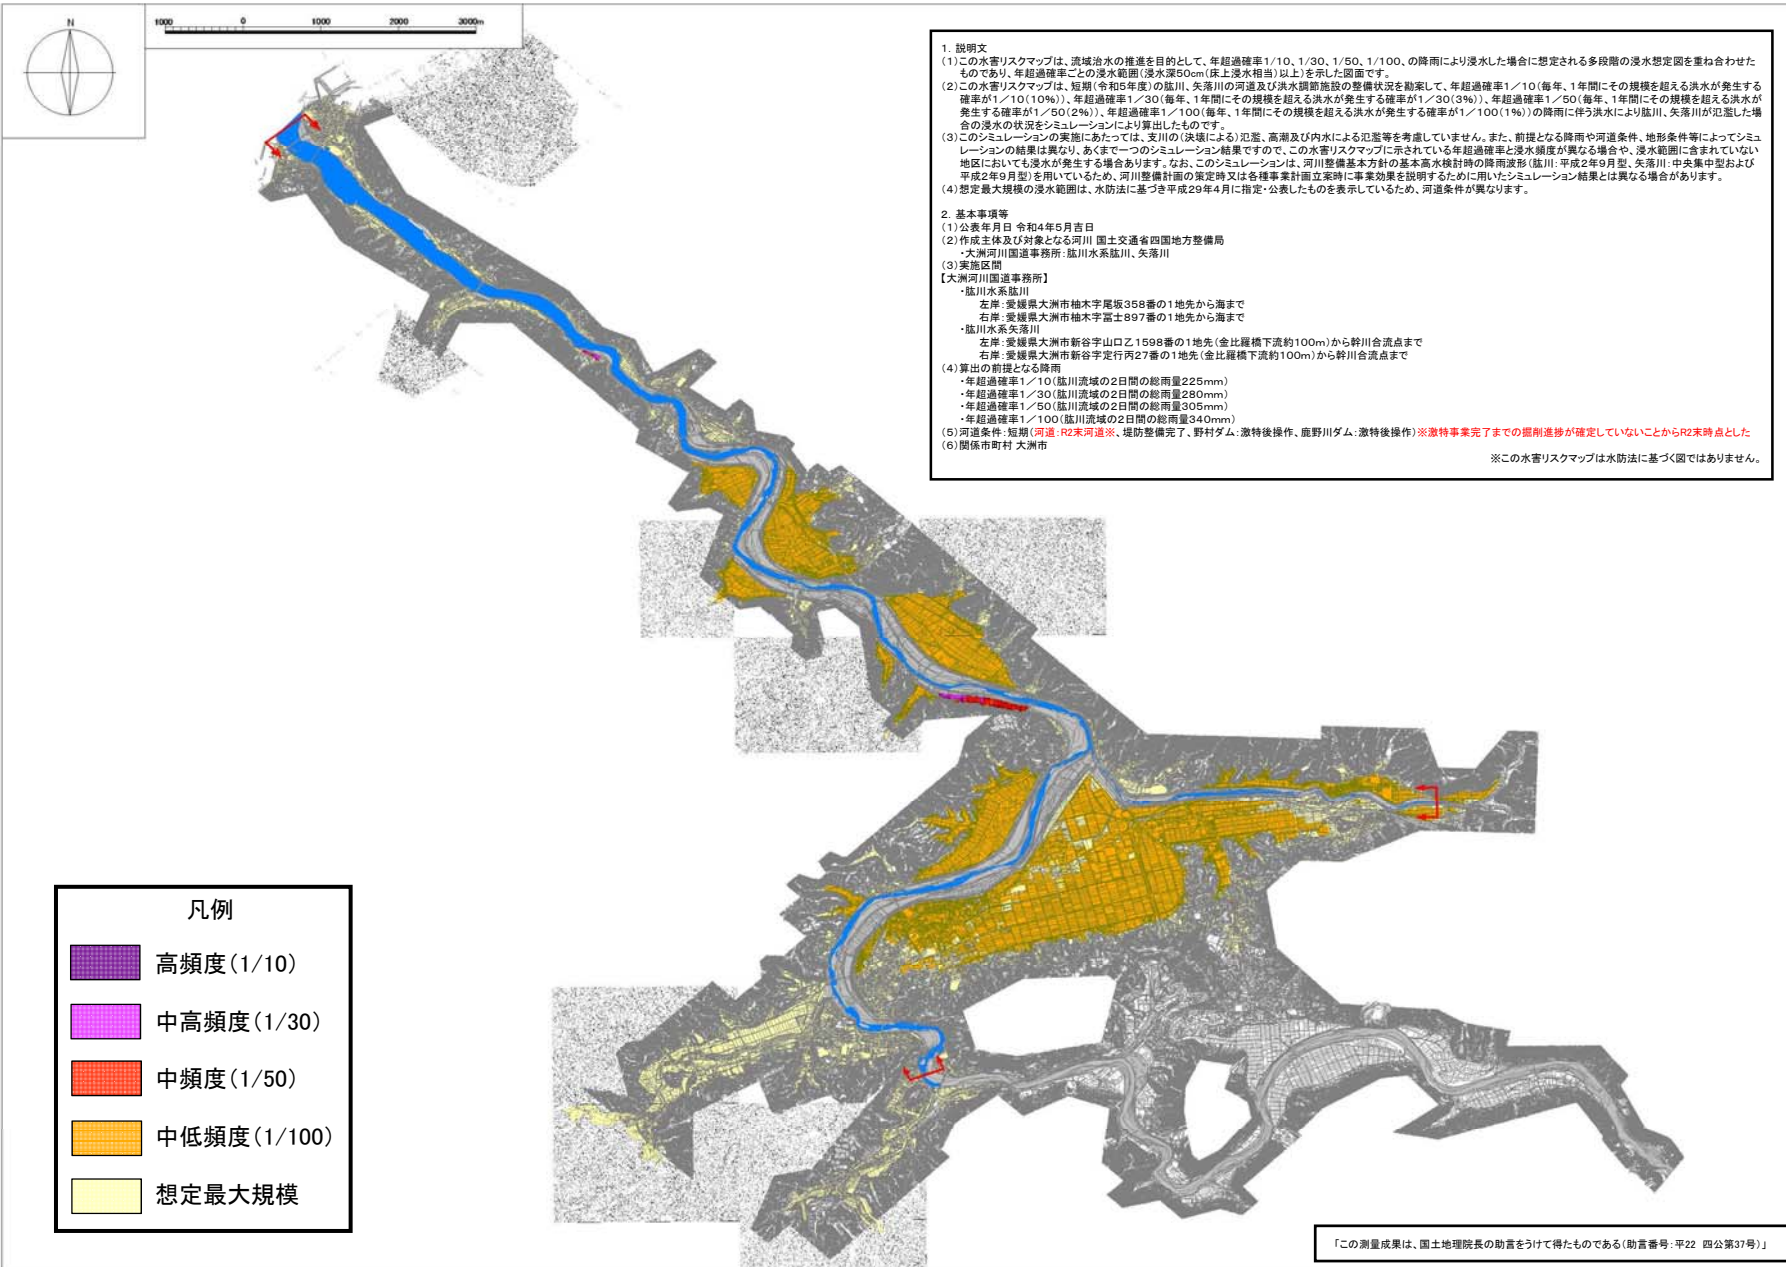 N
1000 0 1000 2000 3000m
1. 説明文
(1)この水害リスクマップは、流域治水の推進を目的として、年超過確率1/10、1/30、1/50、1/100、の降雨により浸水した場合に想定される多段階の浸水想定図を重ね合わせた
ものであり、年超過確率ごとの浸水範囲(浸水深50cm(床上浸水相当)以上)を示した図面です。
(2)この水害リスクマップは、短期(令和5年度)の肱川、矢落川の河道及び洪水調節施設の整備状況を勘案して、年超過確率1/10(毎年、1年間にその規模を超える洪水が発生する
確率が1/10(10%))、年超過確率1/30(毎年、1年間にその規模を超える洪水が発生する確率が1/30(3%))、年超過確率1/50(毎年、1年間にその規模を超える洪水が
発生する確率が1/50(2%))、年超過確率1/100(毎年、1年間にその規模を超える洪水が発生する確率が1/100(1%))の降雨に伴う洪水により肱川、矢落川が氾濫した場
合の浸水の状況をシミュレーションにより算出したものです。
(3)このシミュレーションの実施にあたっては、支川の(決壊による)氾濫、高潮及び内水による氾濫等を考慮していません。また、前提となる降雨や河道条件、地形条件等によってシミュ
レーションの結果は異なり、あくまで一つのシミュレーション結果ですので、この水害リスクマップに示されている年超過確率と浸水頻度が異なる場合や、浸水範囲に含まれていない
地区においても浸水が発生する場合あります。なお、このシミュレーションは、河川整備基本方針の基本高水検討時の降雨波形(肱川:平成2年9月型、矢落川:中央集中型および
平成2年9月型)を用いているため、河川整備計画の策定時又は各種事業計画立案時に事業効果を説明するために用いたシミュレーション結果とは異なる場合があります。
(4)想定最大規模の浸水範囲は、水防法に基づき平成29年4月に指定・公表したものを表示しているため、河道条件が異なります。
2. 基本事項等
(1)公表年月日 令和4年5月吉日
(2)作成主体及び対象となる河川 国土交通省四国地方整備局
・大洲河川国道事務所:肱川水系肱川、矢落川
(3)実施区間
【大洲河川国道事務所】
・肱川水系肱川
左岸:愛媛県大洲市柚木字尾坂358番の1地先から海まで
右岸:愛媛県大洲市柚木字冨士897番の1地先から海まで
・肱川水系矢落川
左岸:愛媛県大洲市新谷字山口乙1598番の1地先(金比羅橋下流約100m)から幹川合流点まで
右岸:愛媛県大洲市新谷字定行丙27番の1地先(金比羅橋下流約100m)から幹川合流点まで
(4)算出の前提となる降雨
・年超過確率1/10(肱川流域の2日間の総雨量225mm)
・年超過確率1/30(肱川流域の2日間の総雨量280mm)
・年超過確率1/50(肱川流域の2日間の総雨量305mm)
・年超過確率1/100(肱川流域の2日間の総雨量340mm)
(5)河道条件:短期(河道:R2末河道※、堤防整備完了、野村ダム:激特後操作、鹿野川ダム:激特後操作)※激特事業完了までの掘削進捗が確定していないことからR2末時点とした
(6)関係市町村 大洲市
※この水害リスクマップは水防法に基づく図ではありません。
凡例
高頻度(1/10)
中高頻度(1/30)
中頻度(1/50)
中低頻度(1/100)
想定最大規模
「この測量成果は、国土地理院長の助言をうけて得たものである(助言番号:平22 四公第37号)」